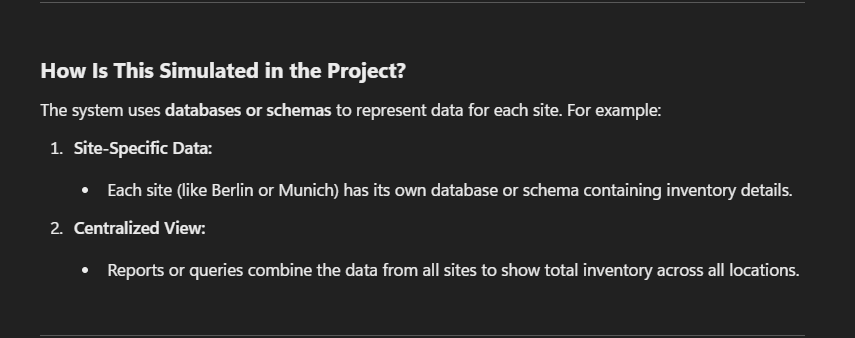 How Is This Simulated in the Project?
The system uses databases or schemas to represent data for each site. For example:
1. Site-Specific Data:
• Each site (like Berlin or Munich) has its own database or schema containing inventory details.
2. Centralized View:
• Reports or queries combine the data from all sites to show total inventory across all locations.